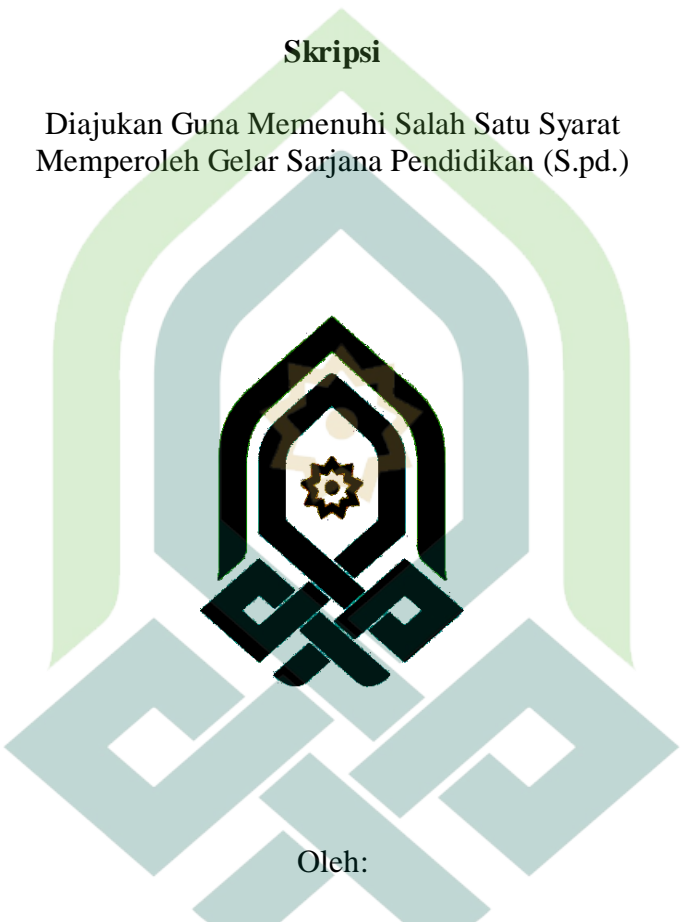 Skripsi
Diajukan Guna Memenuhi Salah Satu Syarat
Memperoleh Gelar Sarjana Pendidikan (S.pd.)
Oleh: